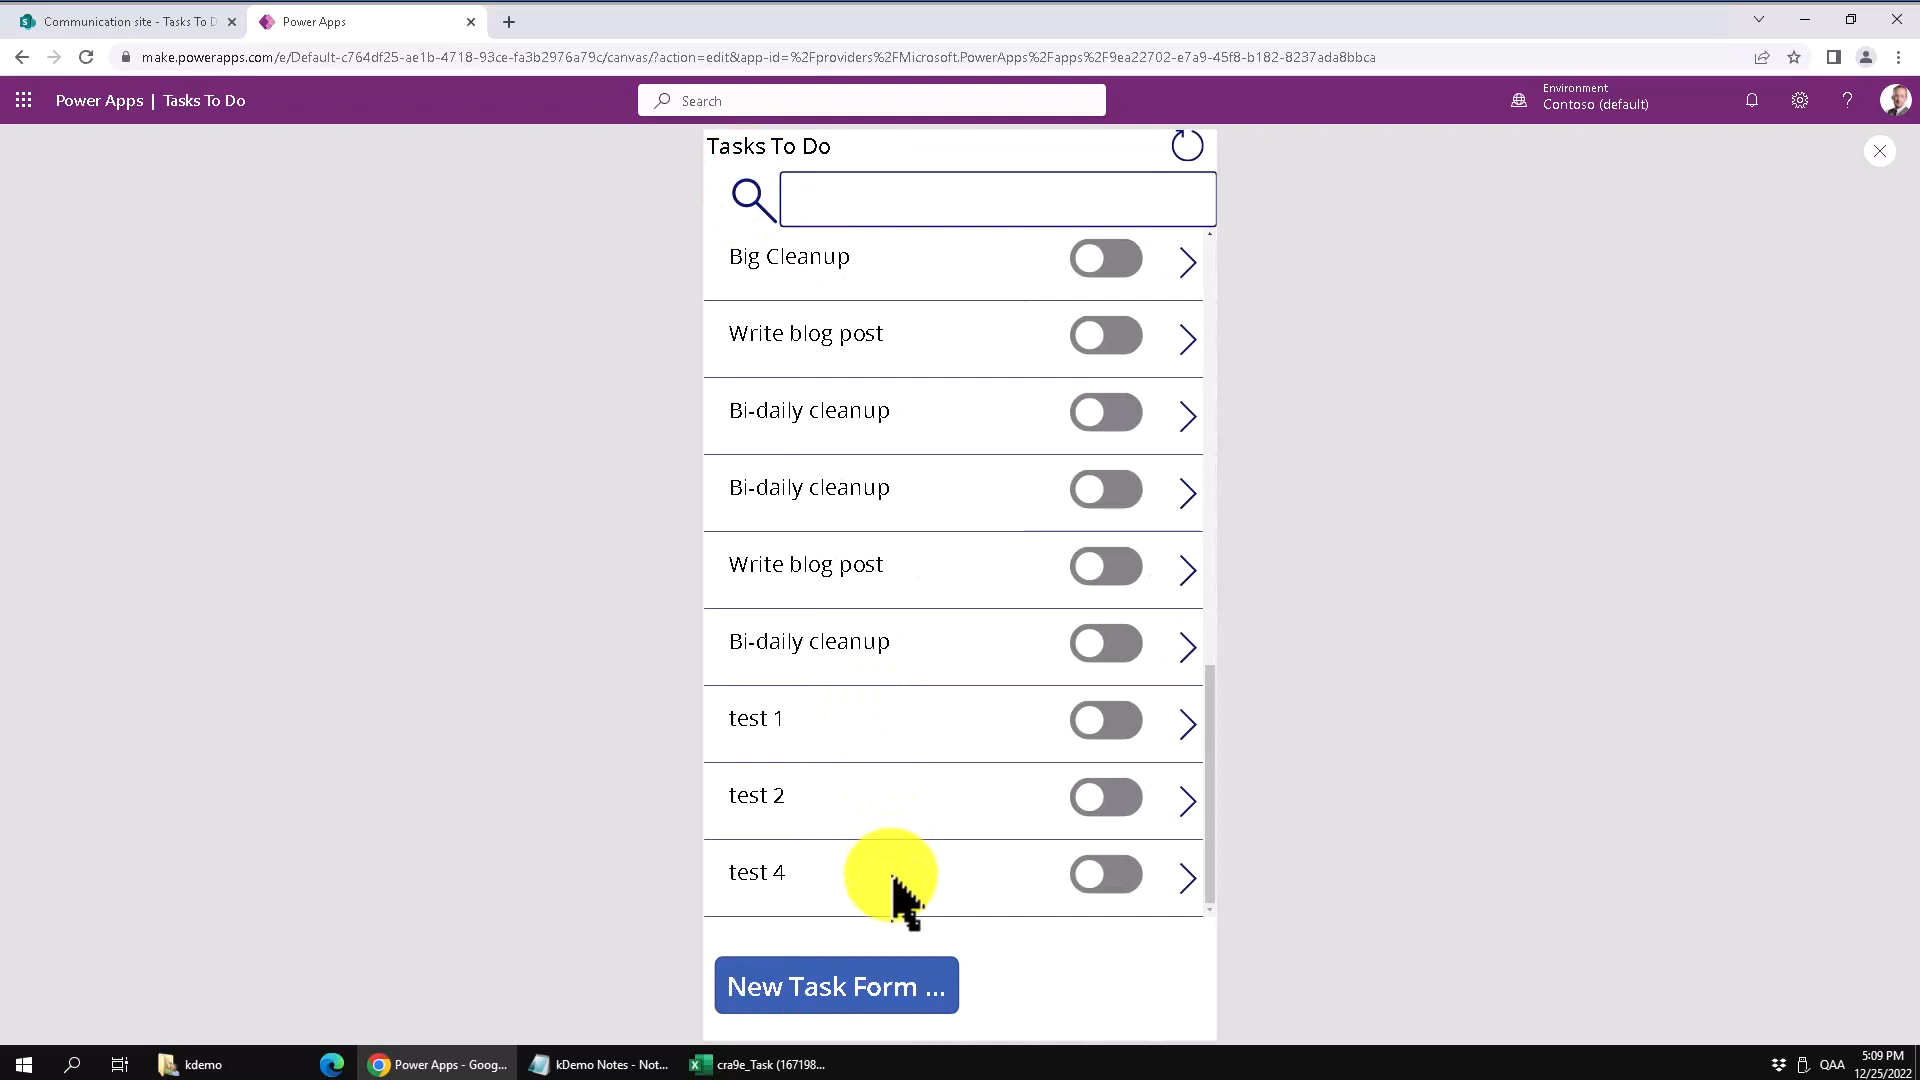 Communication site - Tasks To D
Power Apps
make.powerapps.com/e/Default-c764df25-ae1b-4718-93ce-fa3b2976a79c/canvas/?action=edit&app-id=%2Fproviders%2FMicrosoft.PowerApps%2Fapps%2F9ea22702-e7a9-45f8-b182-8237ada8bbca
Power Apps | Tasks To Do
Search
Environment
Contoso (default)
Tasks To Do
Big Cleanup
Write blog post
Bi-daily cleanup
Bi-daily cleanup
Write blog post
Bi-daily cleanup
test 1
test 2
test 4
New Task Form ...
kdemo
Power Apps - Goog...
kDemo Notes - Not...
cra9e_Task (167198...
QAA
5:09 PM
12/25/2022